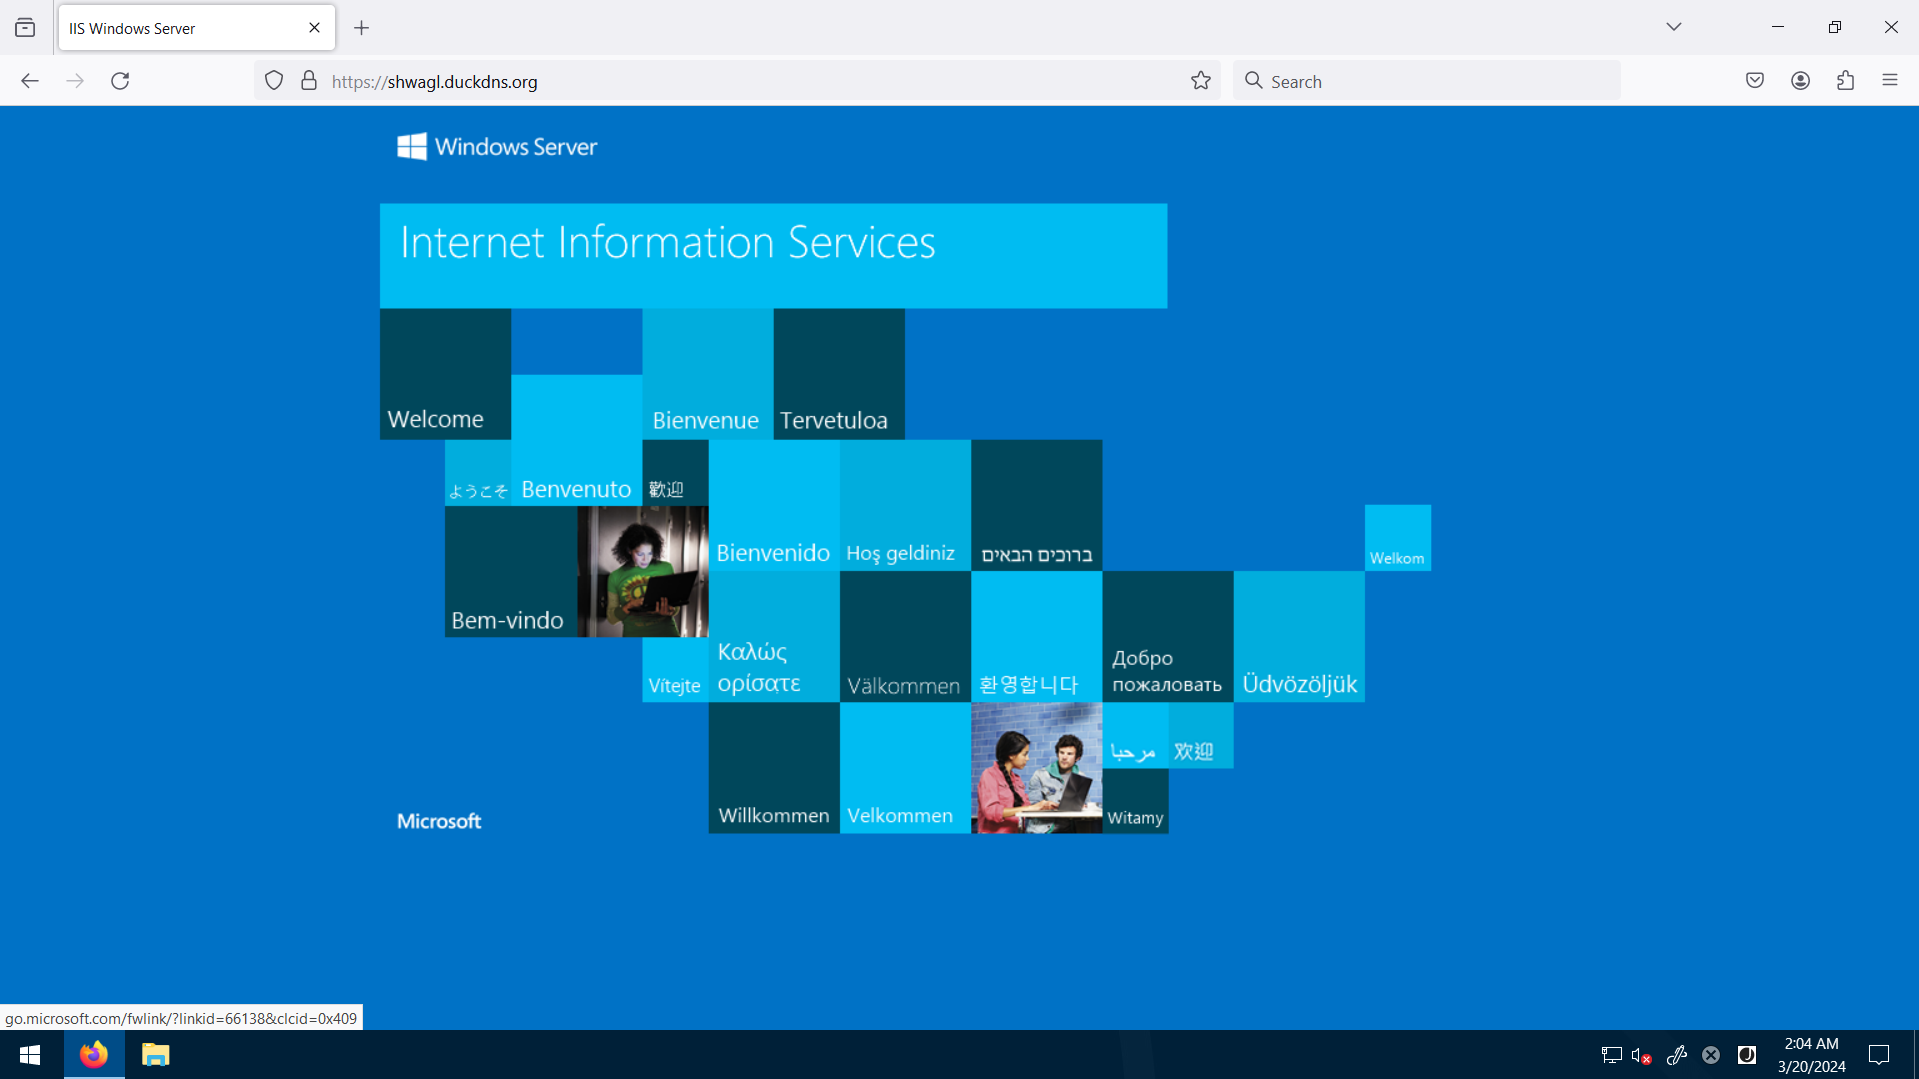 IIS Windows Server
https://shwagl.duckdns.org
Search
Windows Server
Internet Information Services
Welcome
Bienvenue
Tervetuloa
ようこそ
Benvenuto
歡迎
Bienvenido
Hoş geldiniz
ברוכים הבאים
Welkom
Bem-vindo
Vítejte
Καλώς
ορίσατε
Välkommen
환영합니다
Добро
пожаловать
Üdvözöljük
Willkommen
Velkommen
مرحبا
欢迎
Witamy
Microsoft
go.microsoft.com/fwlink/?linkid=66138&clcid=0x409
2:04 AM
3/20/2024